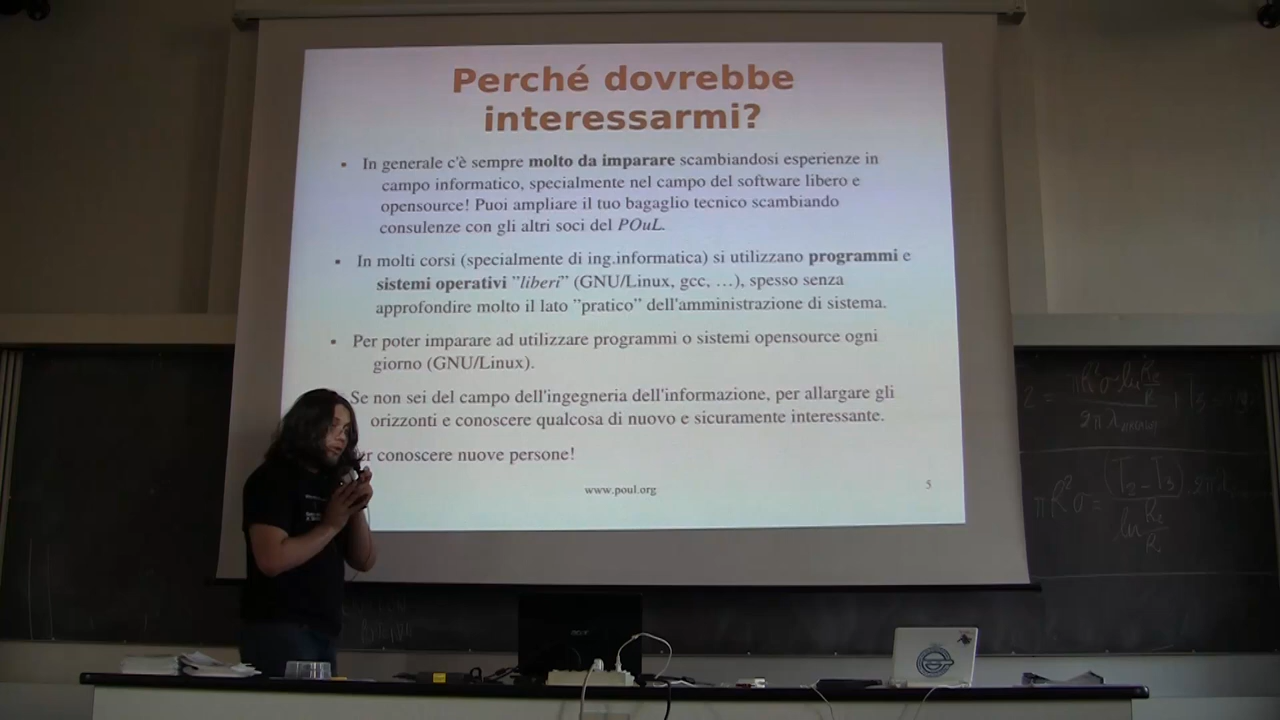 Perché dovrebbe
interessarmi?
• In generale c'è sempre molto da imparare scambiandosi esperienze in
campo informatico, specialmente nel campo del software libero e
opensource! Puoi ampliare il tuo bagaglio tecnico scambiando
consulenze con gli altri soci del POuL.
• In molti corsi (specialmente di ing.informatica) si utilizzano programmi e
sistemi operativi "liberi" (GNU/Linux, gcc, …), spesso senza
approfondire molto il lato "pratico" dell'amministrazione di sistema.
• Per poter imparare ad utilizzare programmi o sistemi opensource ogni
giorno (GNU/Linux).
Se non sei del campo dell'ingegneria dell'informazione, per allargare gli
orizzonti e conoscere qualcosa di nuovo e sicuramente interessante.
er conoscere nuove persone!
www.poul.org
5
acer